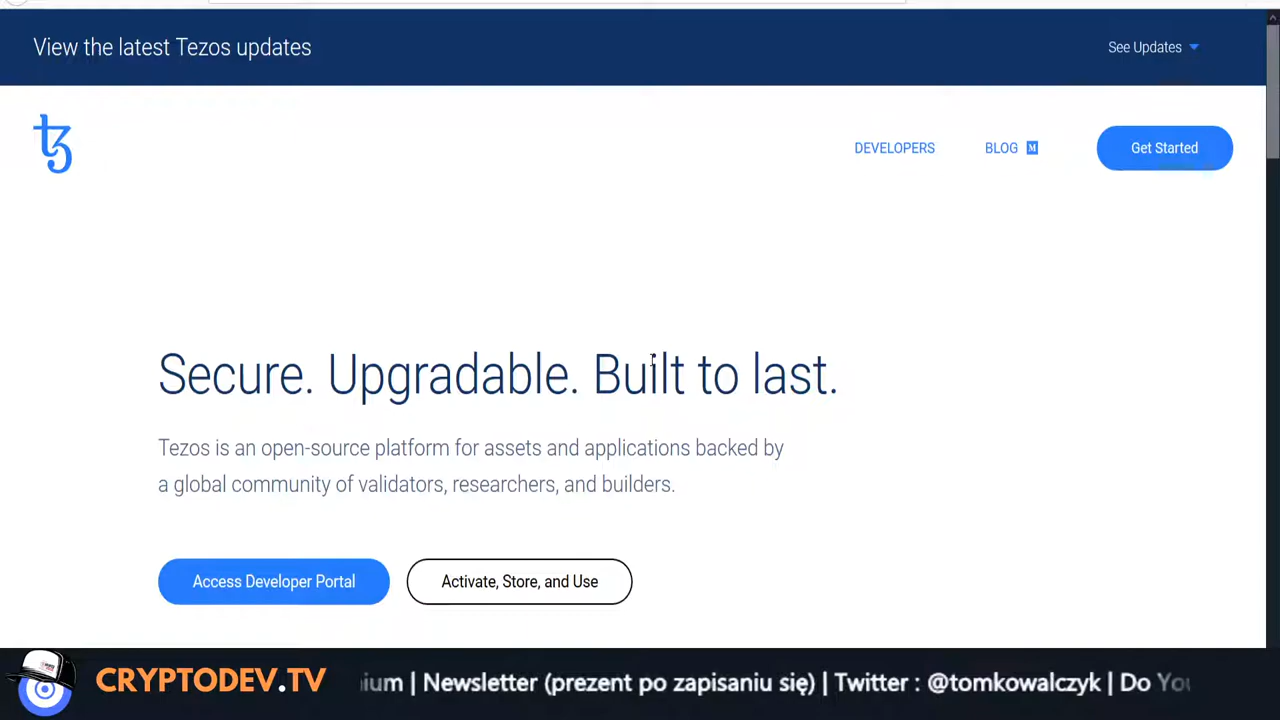 View the latest Tezos updates
See Updates
DEVELOPERS
BLOG M
Get Started
Secure. Upgradable. Built to last.
Tezos is an open-source platform for assets and applications backed by
a global community of validators, researchers, and builders.
Access Developer Portal
Activate, Store, and Use
CRYPTODEV.TV
| Newsletter (prezent po zapisaniu się) | Twitter : @tomkowalczyk | Do